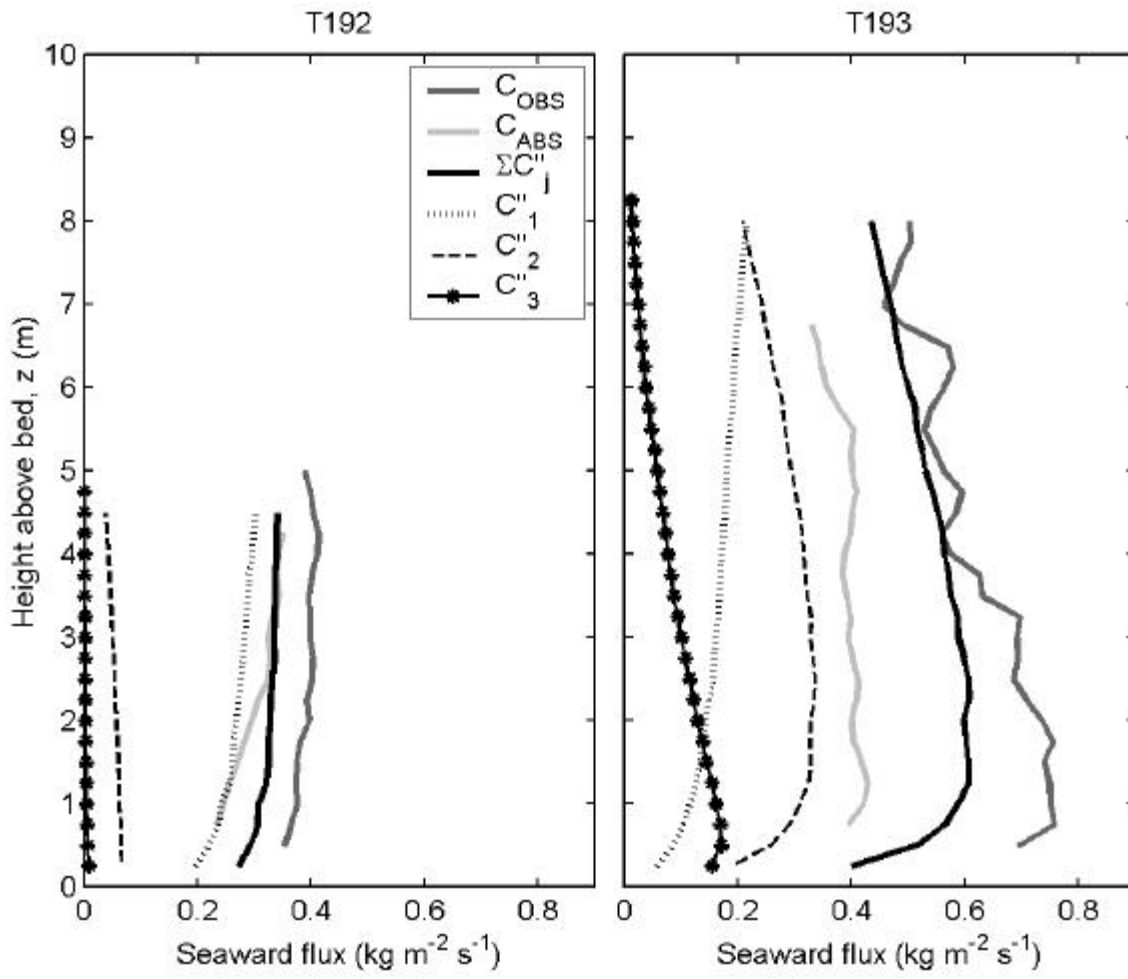 T192
T193
10
9
8
7
6
5
4
3
2
1
0
Height above bed, z (m)
C_OBS
C_ABS
ΣC"_j
C"_1
C"_2
C"_3
0 0.2 0.4 0.6 0.8
0 0.2 0.4 0.6 0.8
Seaward flux (kg m⁻² s⁻¹)
Seaward flux (kg m⁻² s⁻¹)